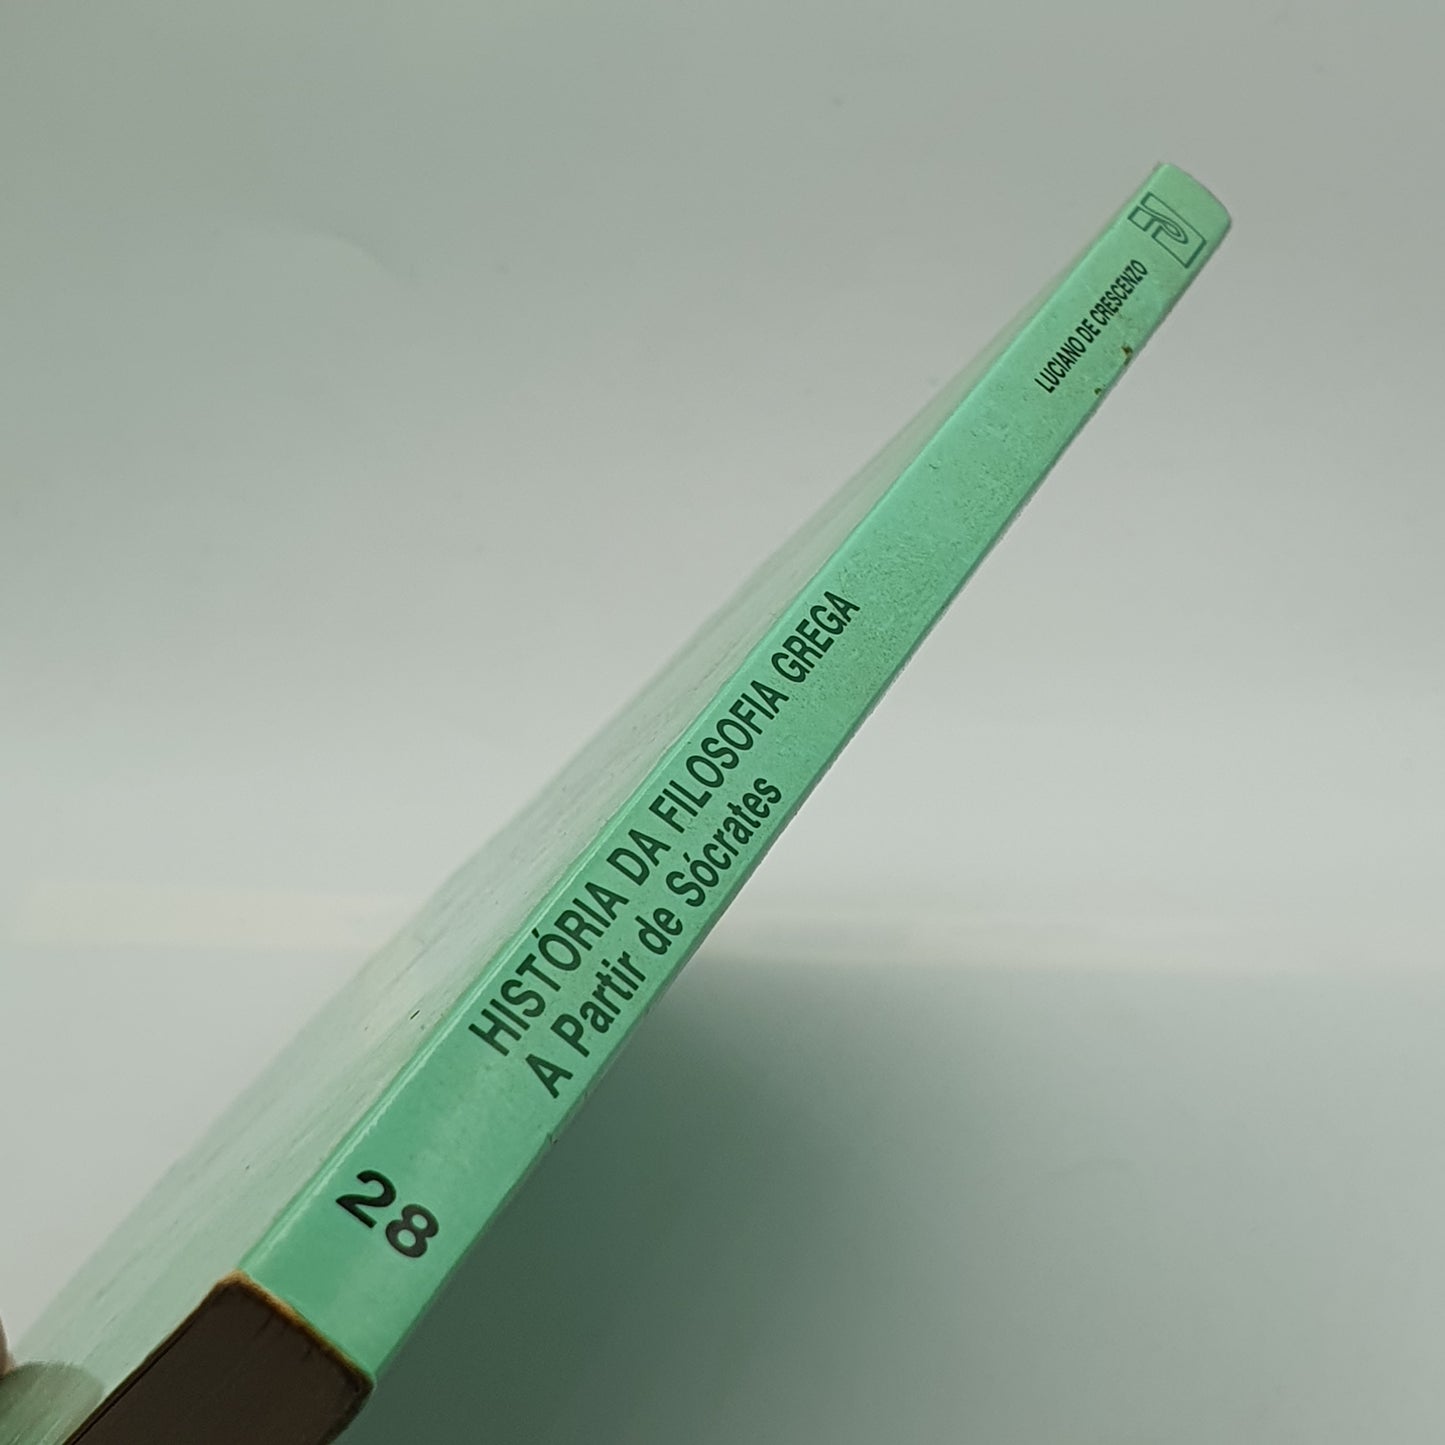 LUCIANO DE CRESCENZO
HISTÓRIA DA FILOSOFIA GREGA
A Partir de Sócrates
28